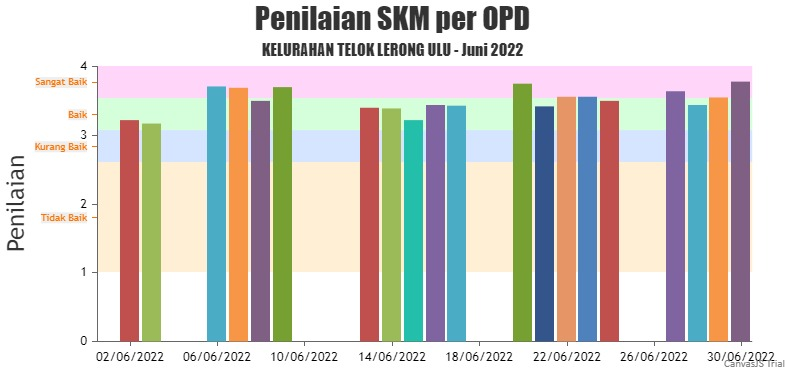 Penilaian SKM per OPD
KELURAHAN TELOK LERONG ULU - Juni 2022
Penilaian
4
Sangat Baik
Baik
3
Kurang Baik
2
Tidak Baik
1
0
02/06/2022 06/06/2022 10/06/2022 14/06/2022 18/06/2022 22/06/2022 26/06/2022 30/06/2022
CanvasJS Trial